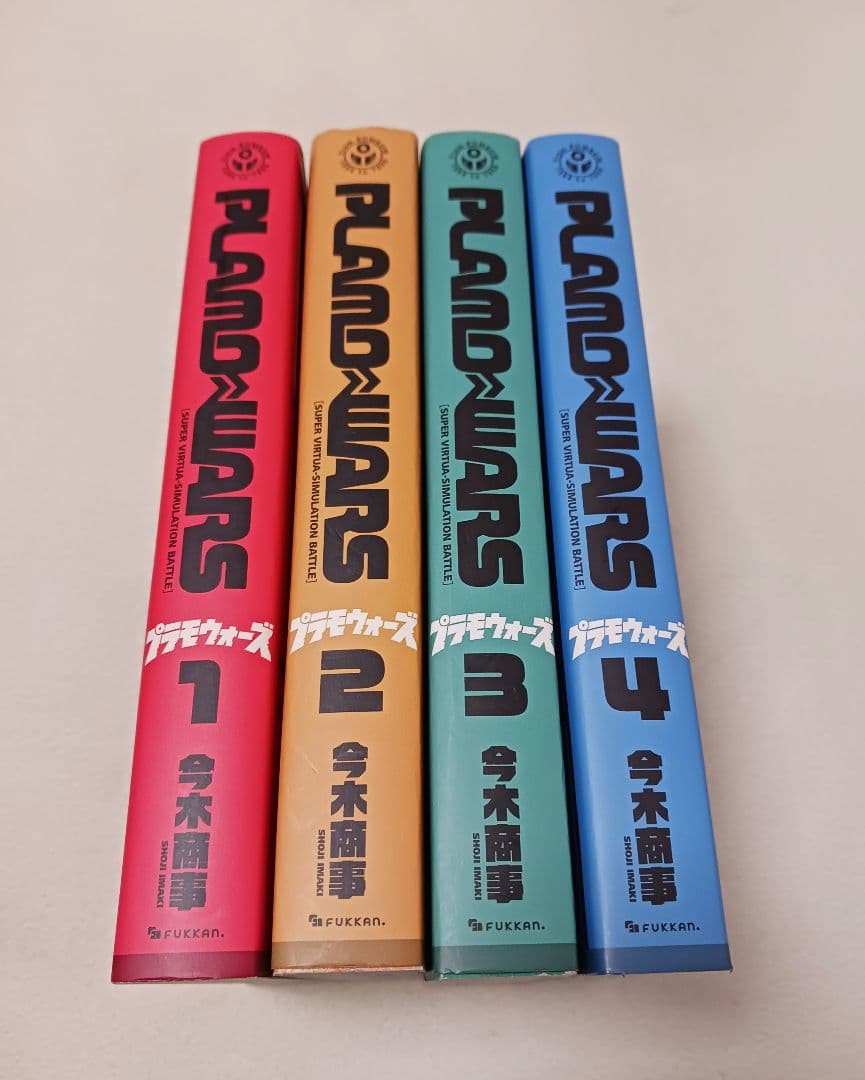 PLAMO WARS
[SUPER VIRTUA-SIMULATION BATTLE]
プラモウォーズ
1
今木商事
SHOJI IMAKI
FUKKAN.
PLAMO WARS
[SUPER VIRTUA-SIMULATION BATTLE]
プラモウォーズ
2
今木商事
SHOJI IMAKI
FUKKAN.
PLAMO WARS
[SUPER VIRTUA-SIMULATION BATTLE]
プラモウォーズ
3
今木商事
SHOJI IMAKI
FUKKAN.
PLAMO WARS
[SUPER VIRTUA-SIMULATION BATTLE]
プラモウォーズ
4
今木商事
SHOJI IMAKI
FUKKAN.